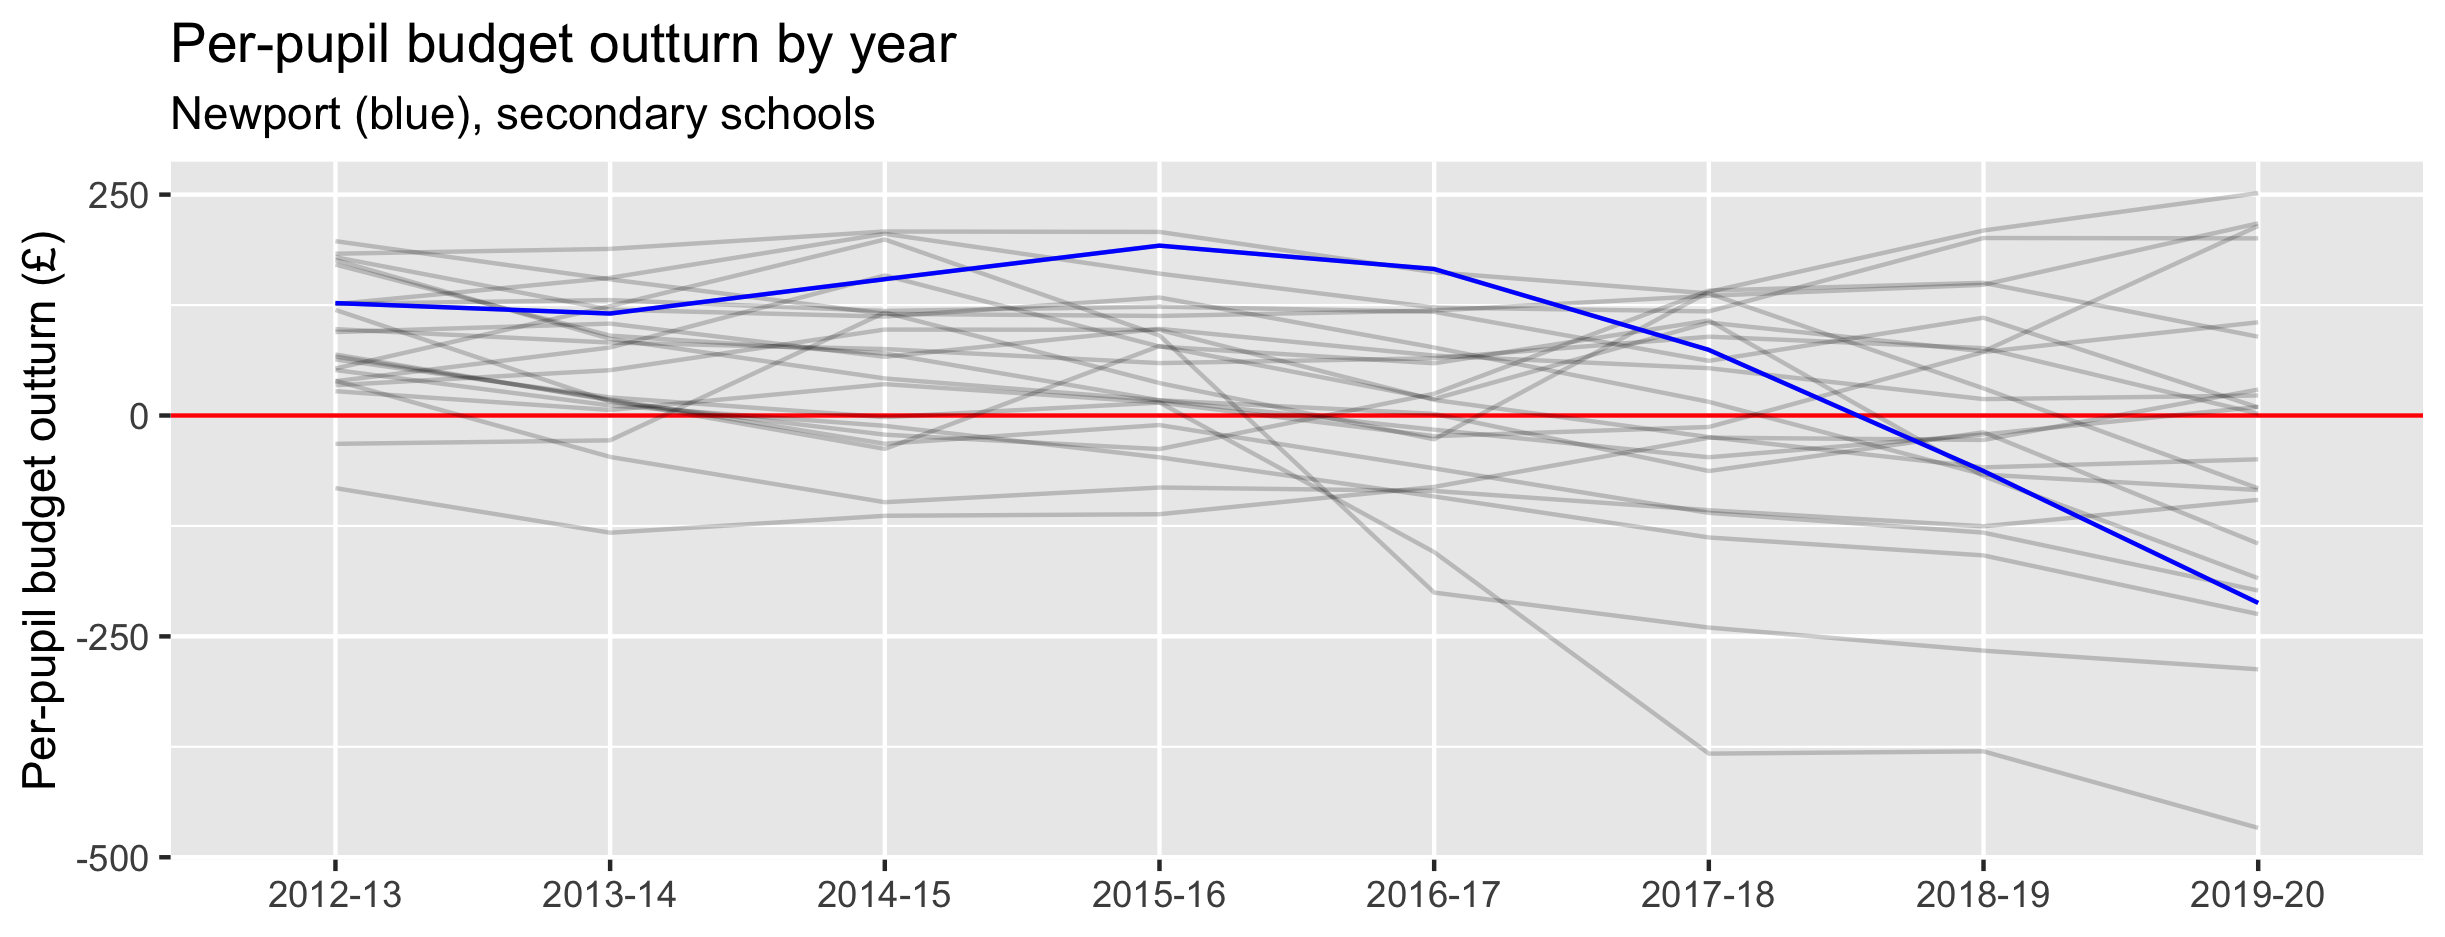 Per-pupil budget outturn by year
Newport (blue), secondary schools
Per-pupil budget outturn (£)
250
0
-250
-500
2012-13 2013-14 2014-15 2015-16 2016-17 2017-18 2018-19 2019-20